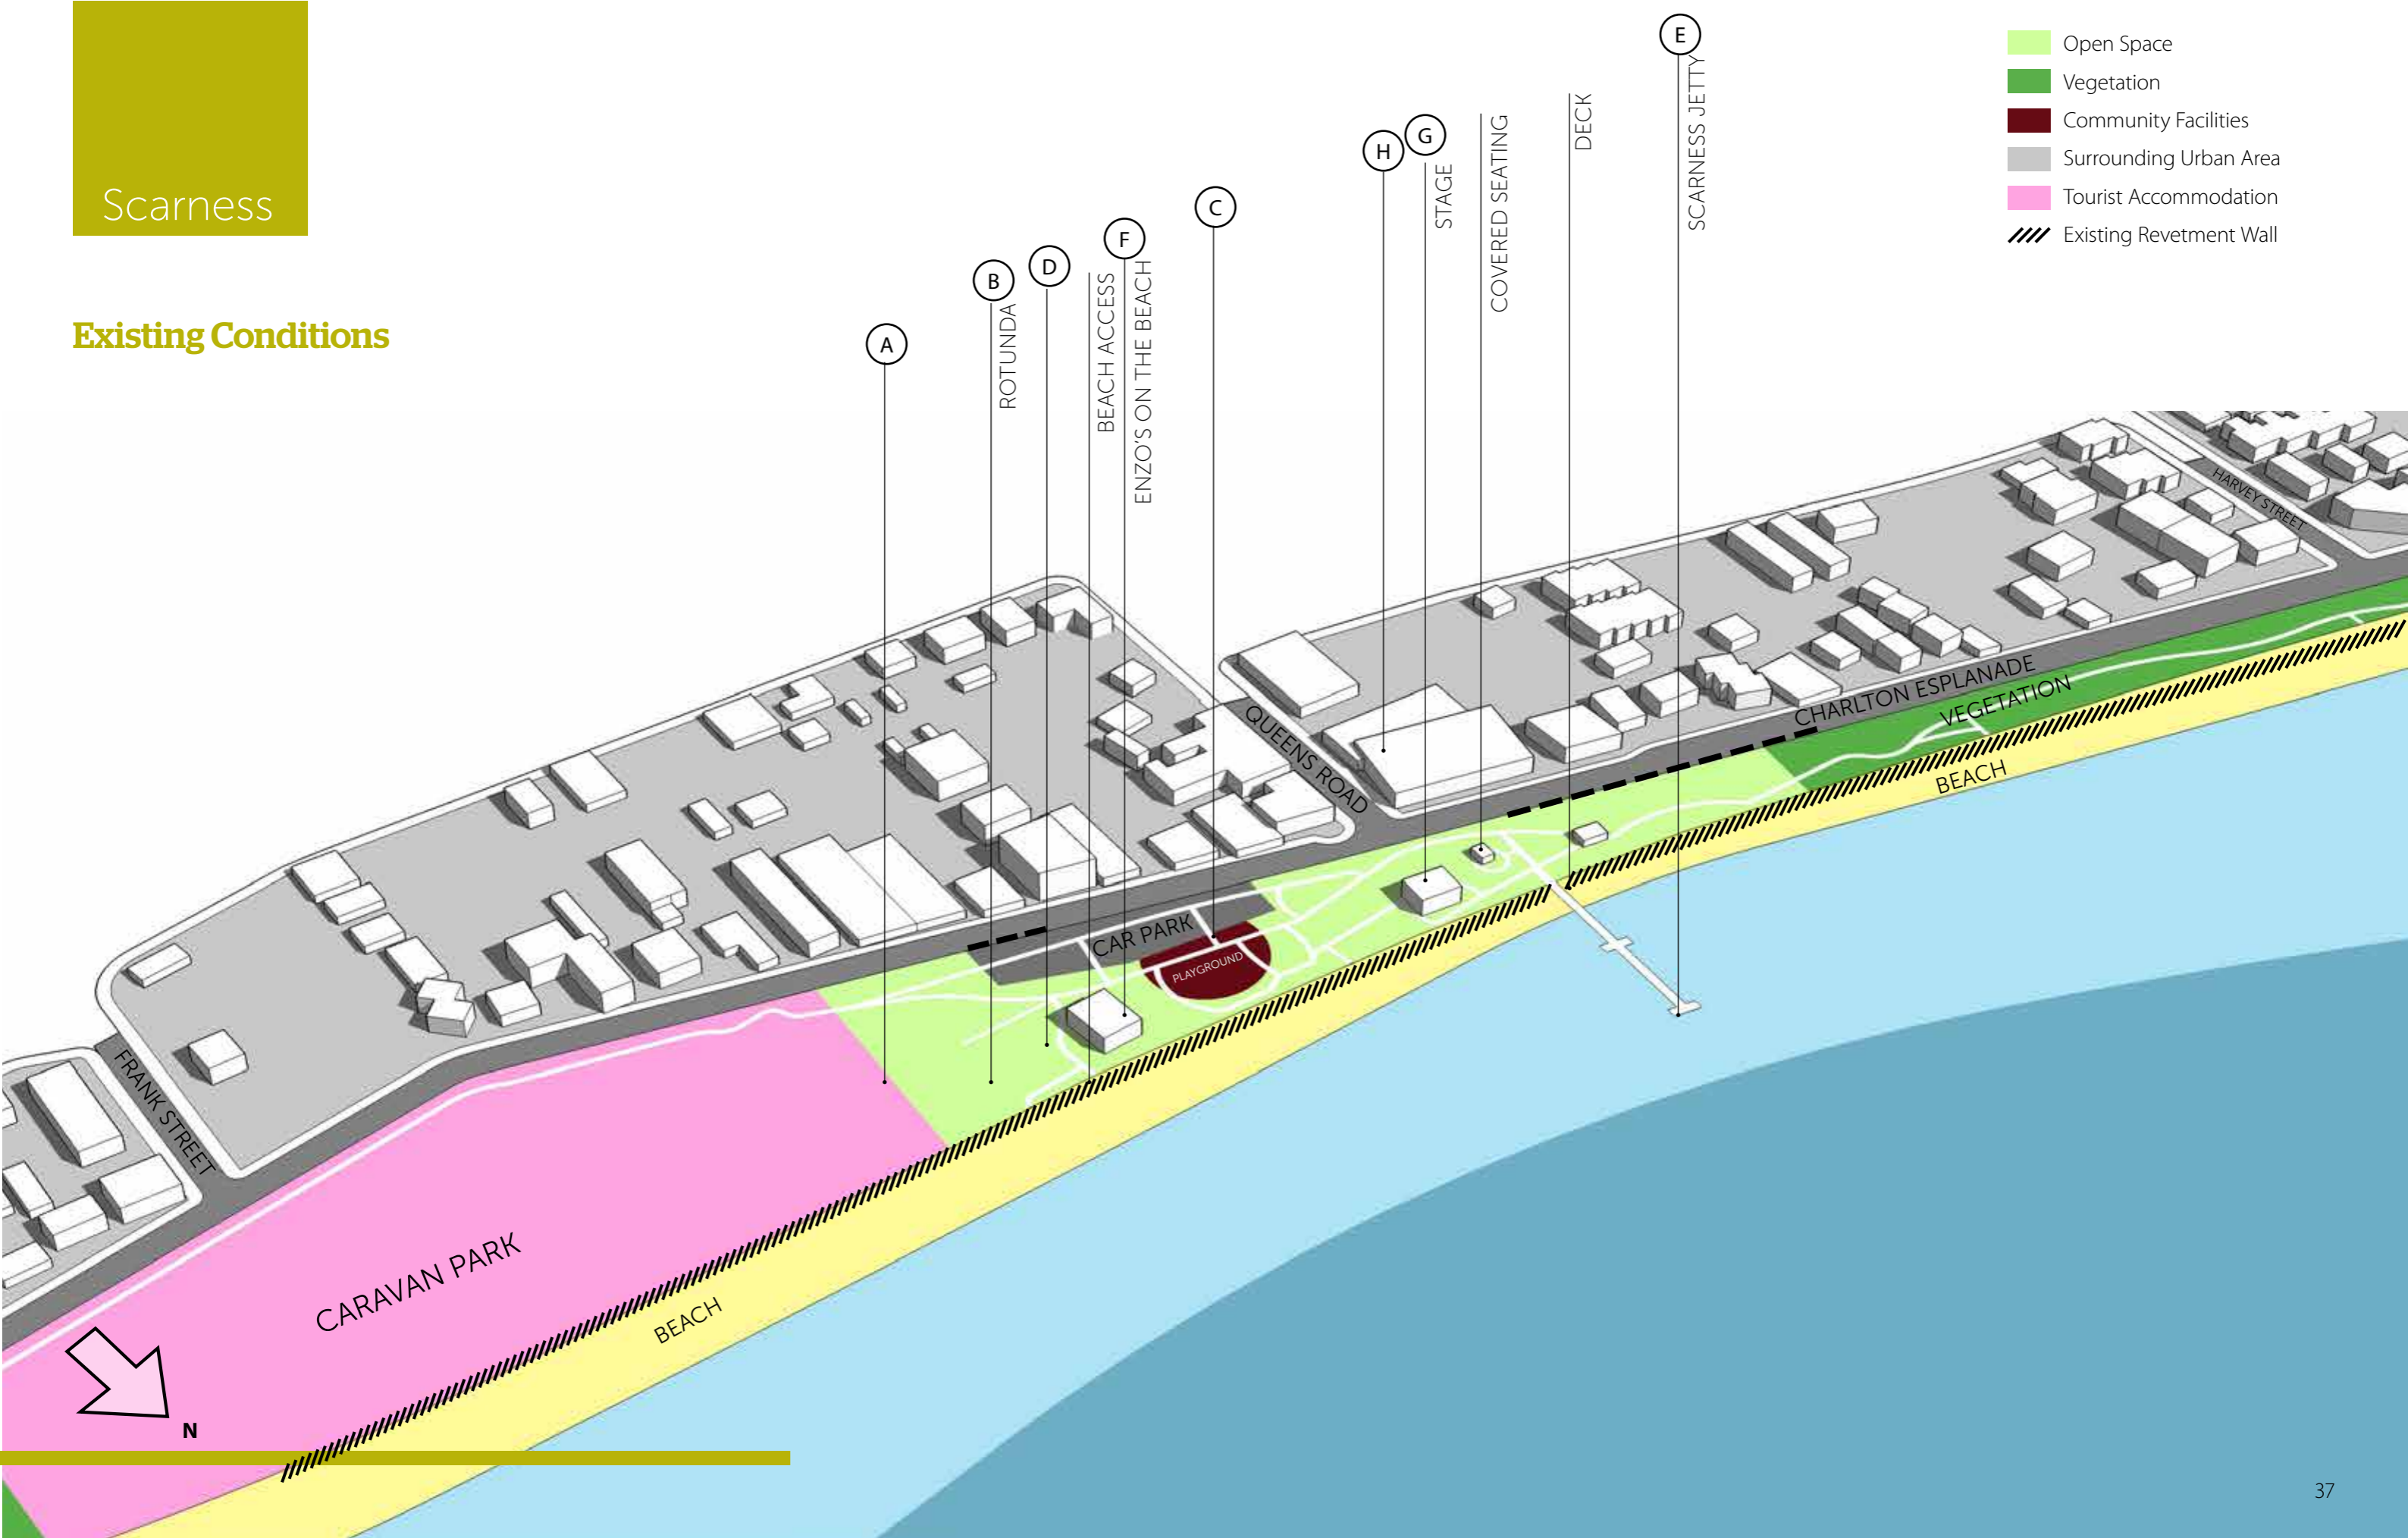 Scarness
Existing Conditions
Open Space
Vegetation
Community Facilities
Surrounding Urban Area
Tourist Accommodation
Existing Revetment Wall
A
B
ROTUNDA
D
BEACH ACCESS
F
ENZO'S ON THE BEACH
C
H
G
STAGE
COVERED SEATING
DECK
E
SCARNESS JETTY
HARVEY STREET
CHARLTON ESPLANADE
VEGETATION
BEACH
QUEENS ROAD
CAR PARK
PLAYGROUND
FRANK STREET
CARAVAN PARK
BEACH
N
37